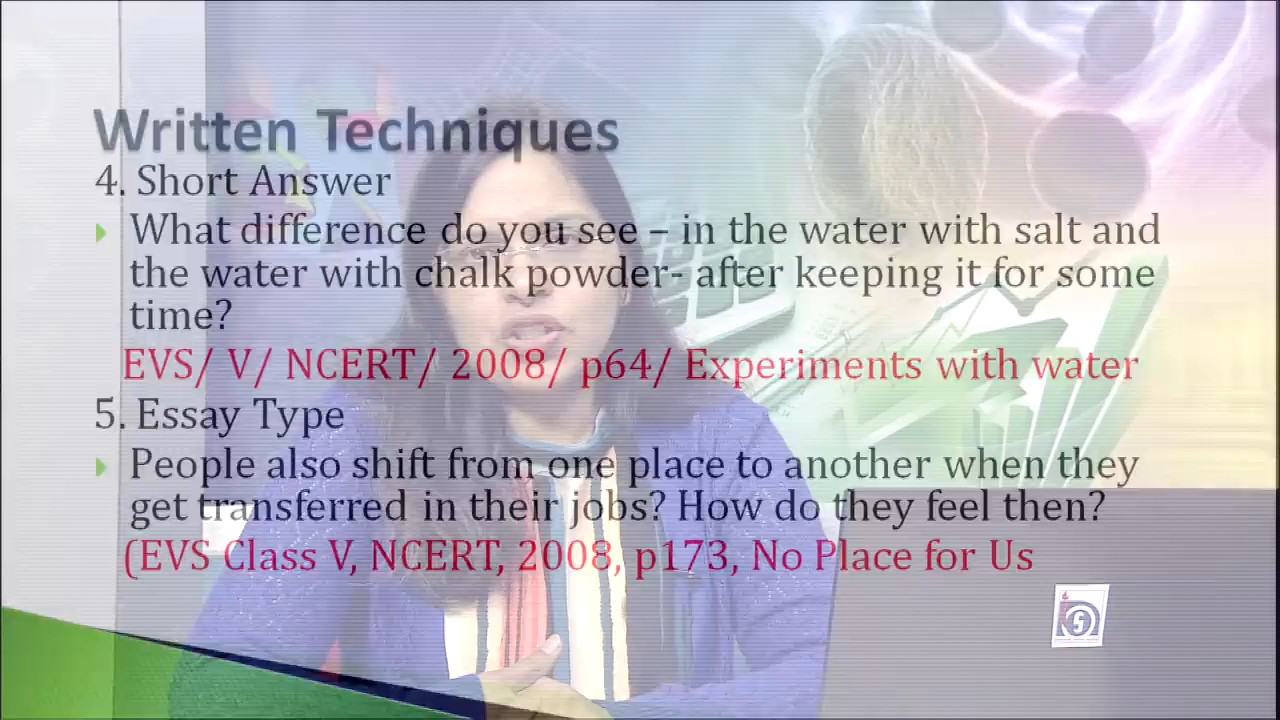 Written Techniques
4. Short Answer
What difference do you see – in the water with salt and
the water with chalk powder- after keeping it for some
time?
EVS/ V/ NCERT/ 2008/ p64/ Experiments with water
5. Essay Type
People also shift from one place to another when they
get transferred in their jobs? How do they feel then?
(EVS Class V, NCERT, 2008, p173, No Place for Us